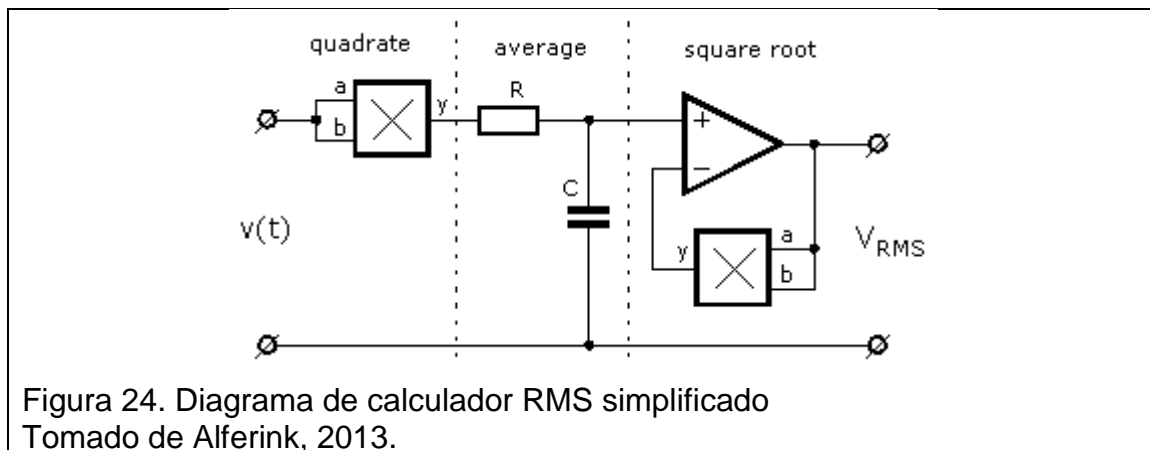 quadrate
average
square root
a
b
y
R
C
+
−
y
a
b
v(t)
VRMS
Figura 24. Diagrama de calculador RMS simplificado
Tomado de Alferink, 2013.